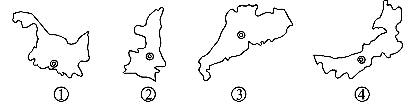 ① ② ③ ④